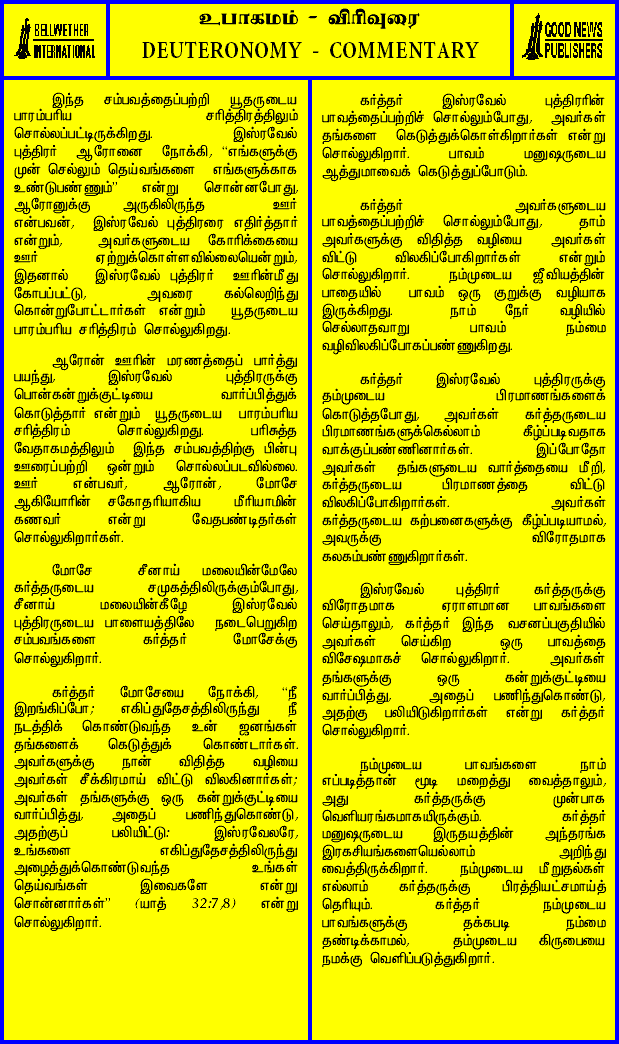 BELLWETHER
INTERNATIONAL
உபாகமம் - விரிவுரை
DEUTERONOMY - COMMENTARY
GOOD NEWS
PUBLISHERS
இந்த சம்பவத்தைப்பற்றி யூதருடைய
பாரம்பரிய சரித்திரத்திலும்
சொல்லப்பட்டிருக்கிறது. இஸ்ரவேல்
புத்திரர் ஆரோனை நோக்கி, “எங்களுக்கு
முன் செல்லும் தெய்வங்களை எங்களுக்காக
உண்டுபண்ணும்” என்று சொன்னபோது,
ஆரோனுக்கு அருகிலிருந்த ஊர்
என்பவன், இஸ்ரவேல் புத்திரரை எதிர்த்தார்
என்றும், அவர்களுடைய கோரிக்கையை
ஊர் ஏற்றுக்கொள்ளவில்லையென்றும்,
இதனால் இஸ்ரவேல் புத்திரர் ஊரின்மீது
கோபப்பட்டு, அவரை கல்லெறிந்து
கொன்றுபோட்டார்கள் என்றும் யூதருடைய
பாரம்பரிய சரித்திரம் சொல்லுகிறது.
ஆரோன் ஊரின் மரணத்தைப் பார்த்து
பயந்து, இஸ்ரவேல் புத்திரருக்கு
பொன்கன்றுக்குட்டியை வார்ப்பித்துக்
கொடுத்தார் என்றும் யூதருடைய பாரம்பரிய
சரித்திரம் சொல்லுகிறது. பரிசுத்த
வேதாகமத்திலும் இந்த சம்பவத்திற்கு பின்பு
ஊரைப்பற்றி ஒன்றும் சொல்லப்படவில்லை.
ஊர் என்பவர், ஆரோன், மோசே
ஆகியோரின் சகோதரியாகிய மீரியாமின்
கணவர் என்று வேதபண்டிதர்கள்
சொல்லுகிறார்கள்.
மோசே சீனாய் மலையின்மேலே
கர்த்தருடைய சமுகத்திலிருக்கும்போது,
சீனாய் மலையின்கீழே இஸ்ரவேல்
புத்திரருடைய பாளையத்திலே நடைபெறுகிற
சம்பவங்களை கர்த்தர் மோசேக்கு
சொல்லுகிறார்.
கர்த்தர் மோசேயை நோக்கி, “நீ
இறங்கிப்போ; எகிப்துதேசத்திலிருந்து நீ
நடத்திக் கொண்டுவந்த உன் ஜனங்கள்
தங்களைக் கெடுத்துக் கொண்டார்கள்.
அவர்களுக்கு நான் விதித்த வழியை
அவர்கள் சீக்கிரமாய் விட்டு விலகினார்கள்;
அவர்கள் தங்களுக்கு ஒரு கன்றுக்குட்டியை
வார்ப்பித்து, அதைப் பணிந்துகொண்டு,
அதற்குப் பலியிட்டு: இஸ்ரவேலரே,
உங்களை எகிப்துதேசத்திலிருந்து
அழைத்துக்கொண்டுவந்த உங்கள்
தெய்வங்கள் இவைகளே என்று
சொன்னார்கள்” (யாத் 32:7,8) என்று
சொல்லுகிறார்.
கர்த்தர் இஸ்ரவேல் புத்திரரின்
பாவத்தைப்பற்றிச் சொல்லும்போது, அவர்கள்
தங்களை கெடுத்துக்கொள்கிறார்கள் என்று
சொல்லுகிறார். பாவம் மனுஷருடைய
ஆத்துமாவைக் கெடுத்துப்போடும்.
கர்த்தர் அவர்களுடைய
பாவத்தைப்பற்றிச் சொல்லும்போது, தாம்
அவர்களுக்கு விதித்த வழியை அவர்கள்
விட்டு விலகிப்போகிறார்கள் என்றும்
சொல்லுகிறார். நம்முடைய ஜீவியத்தின்
பாதையில் பாவம் ஒரு குறுக்கு வழியாக
இருக்கிறது. நாம் நேர் வழியில்
செல்லாதவாறு பாவம் நம்மை
வழிவிலகிப்போகப்பண்ணுகிறது.
கர்த்தர் இஸ்ரவேல் புத்திரருக்கு
தம்முடைய பிரமாணங்களைக்
கொடுத்தபோது, அவர்கள் கர்த்தருடைய
பிரமாணங்களுக்கெல்லாம் கீழ்ப்படிவதாக
வாக்குப்பண்ணினார்கள். இப்போதோ
அவர்கள் தங்களுடைய வார்த்தையை மீறி,
கர்த்தருடைய பிரமாணத்தை விட்டு
விலகிப்போகிறார்கள். அவர்கள்
கர்த்தருடைய கற்பனைகளுக்கு கீழ்ப்படியாமல்,
அவருக்கு விரோதமாக
கலகம்பண்ணுகிறார்கள்.
இஸ்ரவேல் புத்திரர் கர்த்தருக்கு
விரோதமாக ஏராளமான பாவங்களை
செய்தாலும், கர்த்தர் இந்த வசனப்பகுதியில்
அவர்கள் செய்கிற ஒரு பாவத்தை
விசேஷமாகச் சொல்லுகிறார். அவர்கள்
தங்களுக்கு ஒரு கன்றுக்குட்டியை
வார்ப்பித்து, அதைப் பணிந்துகொண்டு,
அதற்கு பலியிடுகிறார்கள் என்று கர்த்தர்
சொல்லுகிறார்.
நம்முடைய பாவங்களை நாம்
எப்படித்தான் மூடி மறைத்து வைத்தாலும்,
அது கர்த்தருக்கு முன்பாக
வெளியரங்கமாகயிருக்கும். கர்த்தர்
மனுஷருடைய இருதயத்தின் அந்தரங்க
இரகசியங்களையெல்லாம் அறிந்து
வைத்திருக்கிறார். நம்முடைய மீறுதல்கள்
எல்லாம் கர்த்தருக்கு பிரத்தியட்சமாய்த்
தெரியும். கர்த்தர் நம்முடைய
பாவங்களுக்கு தக்கபடி நம்மை
தண்டிக்காமல், தம்முடைய கிருபையை
நமக்கு வெளிப்படுத்துகிறார்.